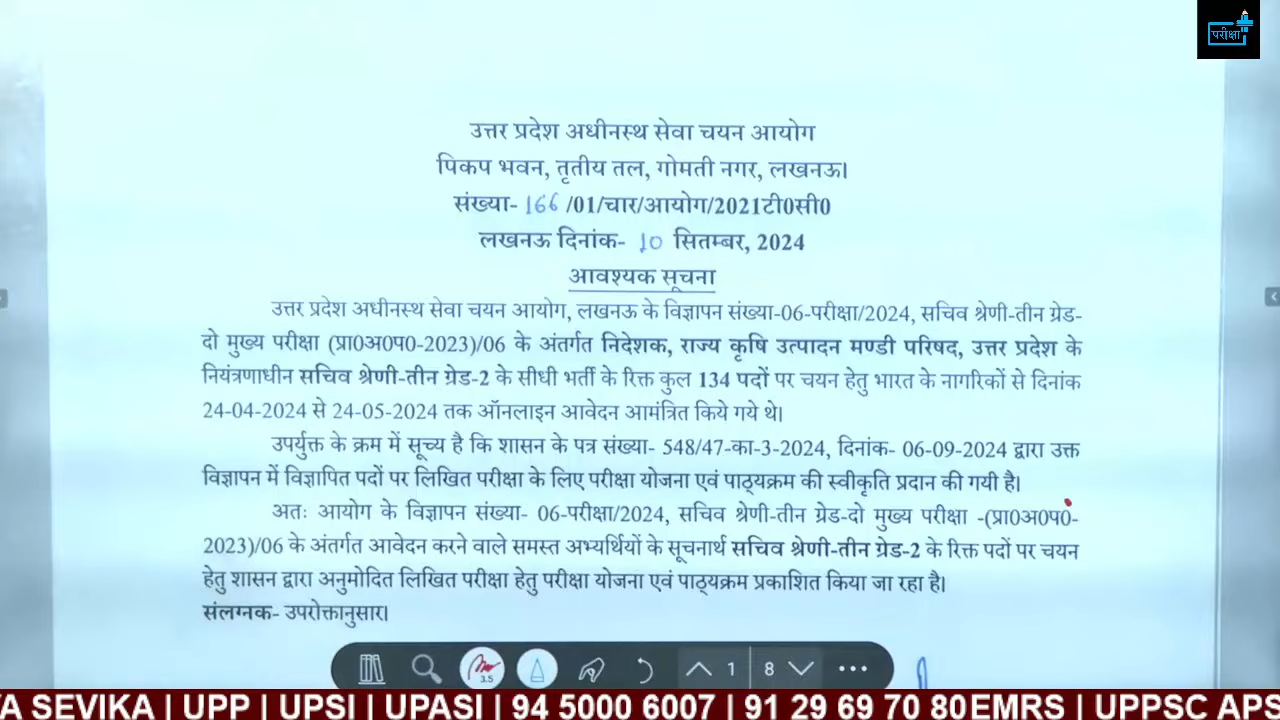 परीक्षा
उत्तर प्रदेश अधीनस्थ सेवा चयन आयोग
पिकप भवन, तृतीय तल, गोमती नगर, लखनऊ।
संख्या- 166 /01/चार/आयोग/2021टी0सी0
लखनऊ दिनांक- 10 सितम्बर, 2024
आवश्यक सूचना
उत्तर प्रदेश अधीनस्थ सेवा चयन आयोग, लखनऊ के विज्ञापन संख्या-06-परीक्षा/2024, सचिव श्रेणी-तीन ग्रेड-
दो मुख्य परीक्षा (प्रा0अ0प0-2023)/06 के अंतर्गत निदेशक, राज्य कृषि उत्पादन मण्डी परिषद, उत्तर प्रदेश के
नियंत्रणाधीन सचिव श्रेणी-तीन ग्रेड-2 के सीधी भर्ती के रिक्त कुल 134 पदों पर चयन हेतु भारत के नागरिकों से दिनांक
24-04-2024 से 24-05-2024 तक ऑनलाइन आवेदन आमंत्रित किये गये थे।
उपर्युक्त के क्रम में सूच्य है कि शासन के पत्र संख्या- 548/47-का-3-2024, दिनांक- 06-09-2024 द्वारा उक्त
विज्ञापन में विज्ञापित पदों पर लिखित परीक्षा के लिए परीक्षा योजना एवं पाठ्यक्रम की स्वीकृति प्रदान की गयी है।
अतः आयोग के विज्ञापन संख्या- 06-परीक्षा/2024, सचिव श्रेणी-तीन ग्रेड-दो मुख्य परीक्षा -(प्रा0अ0प0-
2023)/06 के अंतर्गत आवेदन करने वाले समस्त अभ्यर्थियों के सूचनार्थ सचिव श्रेणी-तीन ग्रेड-2 के रिक्त पदों पर चयन
हेतु शासन द्वारा अनुमोदित लिखित परीक्षा हेतु परीक्षा योजना एवं पाठ्यक्रम प्रकाशित किया जा रहा है।
संलग्नक- उपरोक्तानुसार।
3.5 1 8
A SEVIKA | UPP | UPSI | UPASI | 94 5000 6007 | 91 29 69 70 80 EMRS | UPPSC APS